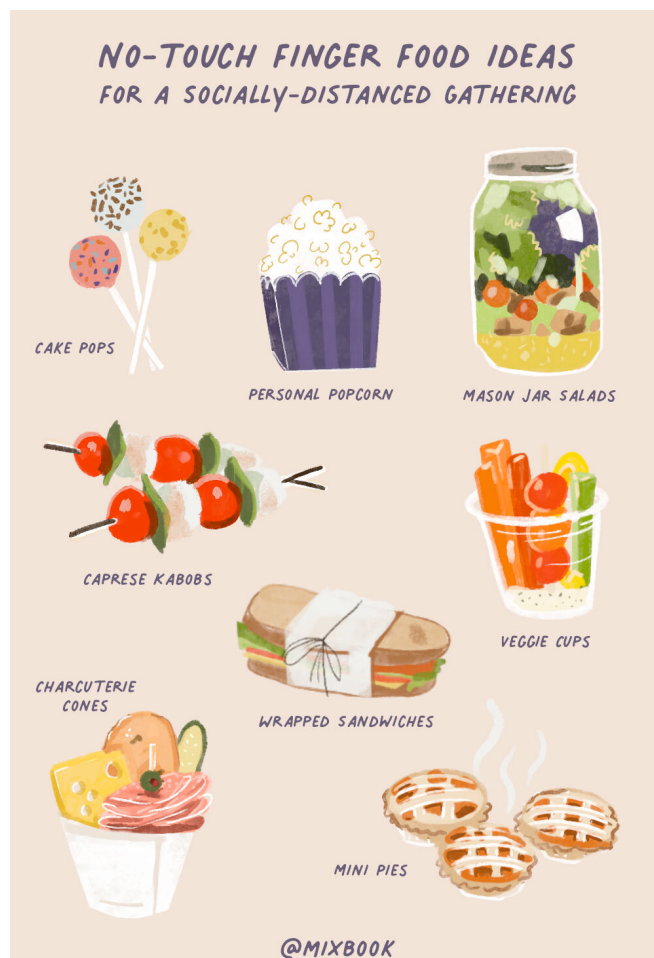 NO-TOUCH FINGER FOOD IDEAS
FOR A SOCIALLY-DISTANCED GATHERING
CAKE POPS
PERSONAL POPCORN
MASON JAR SALADS
CAPRESE KABOBS
VEGGIE CUPS
CHARCUTERIE
CONES
WRAPPED SANDWICHES
MINI PIES
@MIXBOOK